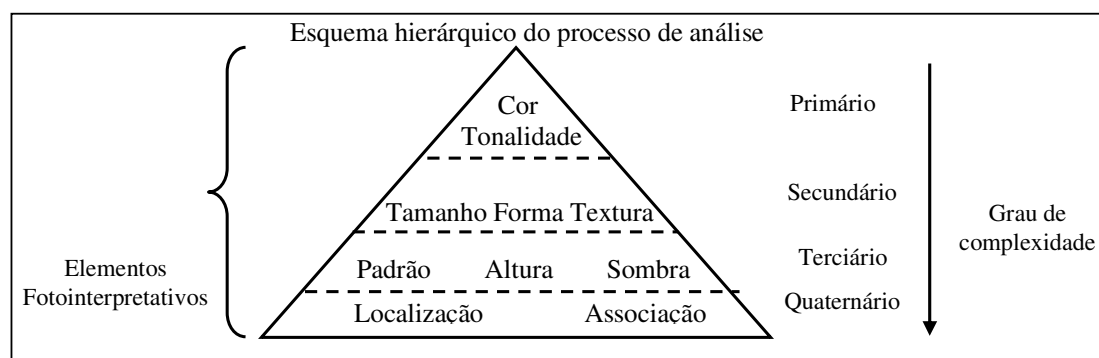 Esquema hierárquico do processo de análise
Cor
Tonalidade
Primário
Tamanho Forma Textura
Secundário
Padrão Altura Sombra
Terciário
Localização Associação
Quaternário
Elementos
Fotointerpretativos
Grau de
complexidade